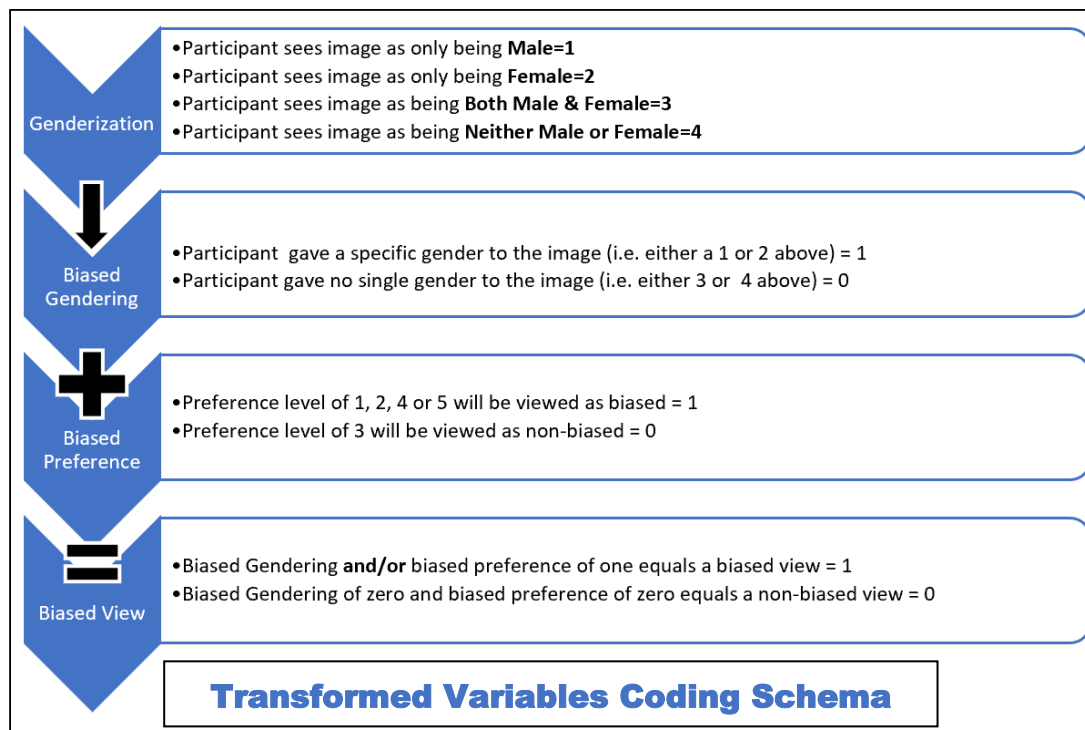 Genderization
•Participant sees image as only being Male=1
•Participant sees image as only being Female=2
•Participant sees image as being Both Male & Female=3
•Participant sees image as being Neither Male or Female=4
Biased
Gendering
•Participant  gave a specific gender to the image (i.e. either a 1 or 2 above) = 1
•Participant gave no single gender to the image (i.e. either 3 or  4 above) = 0
Biased
Preference
•Preference level of 1, 2, 4 or 5 will be viewed as biased = 1
•Preference level of 3 will be viewed as non-biased = 0
Biased View
•Biased Gendering and/or biased preference of one equals a biased view = 1
•Biased Gendering of zero and biased preference of zero equals a non-biased view = 0
Transformed Variables Coding Schema